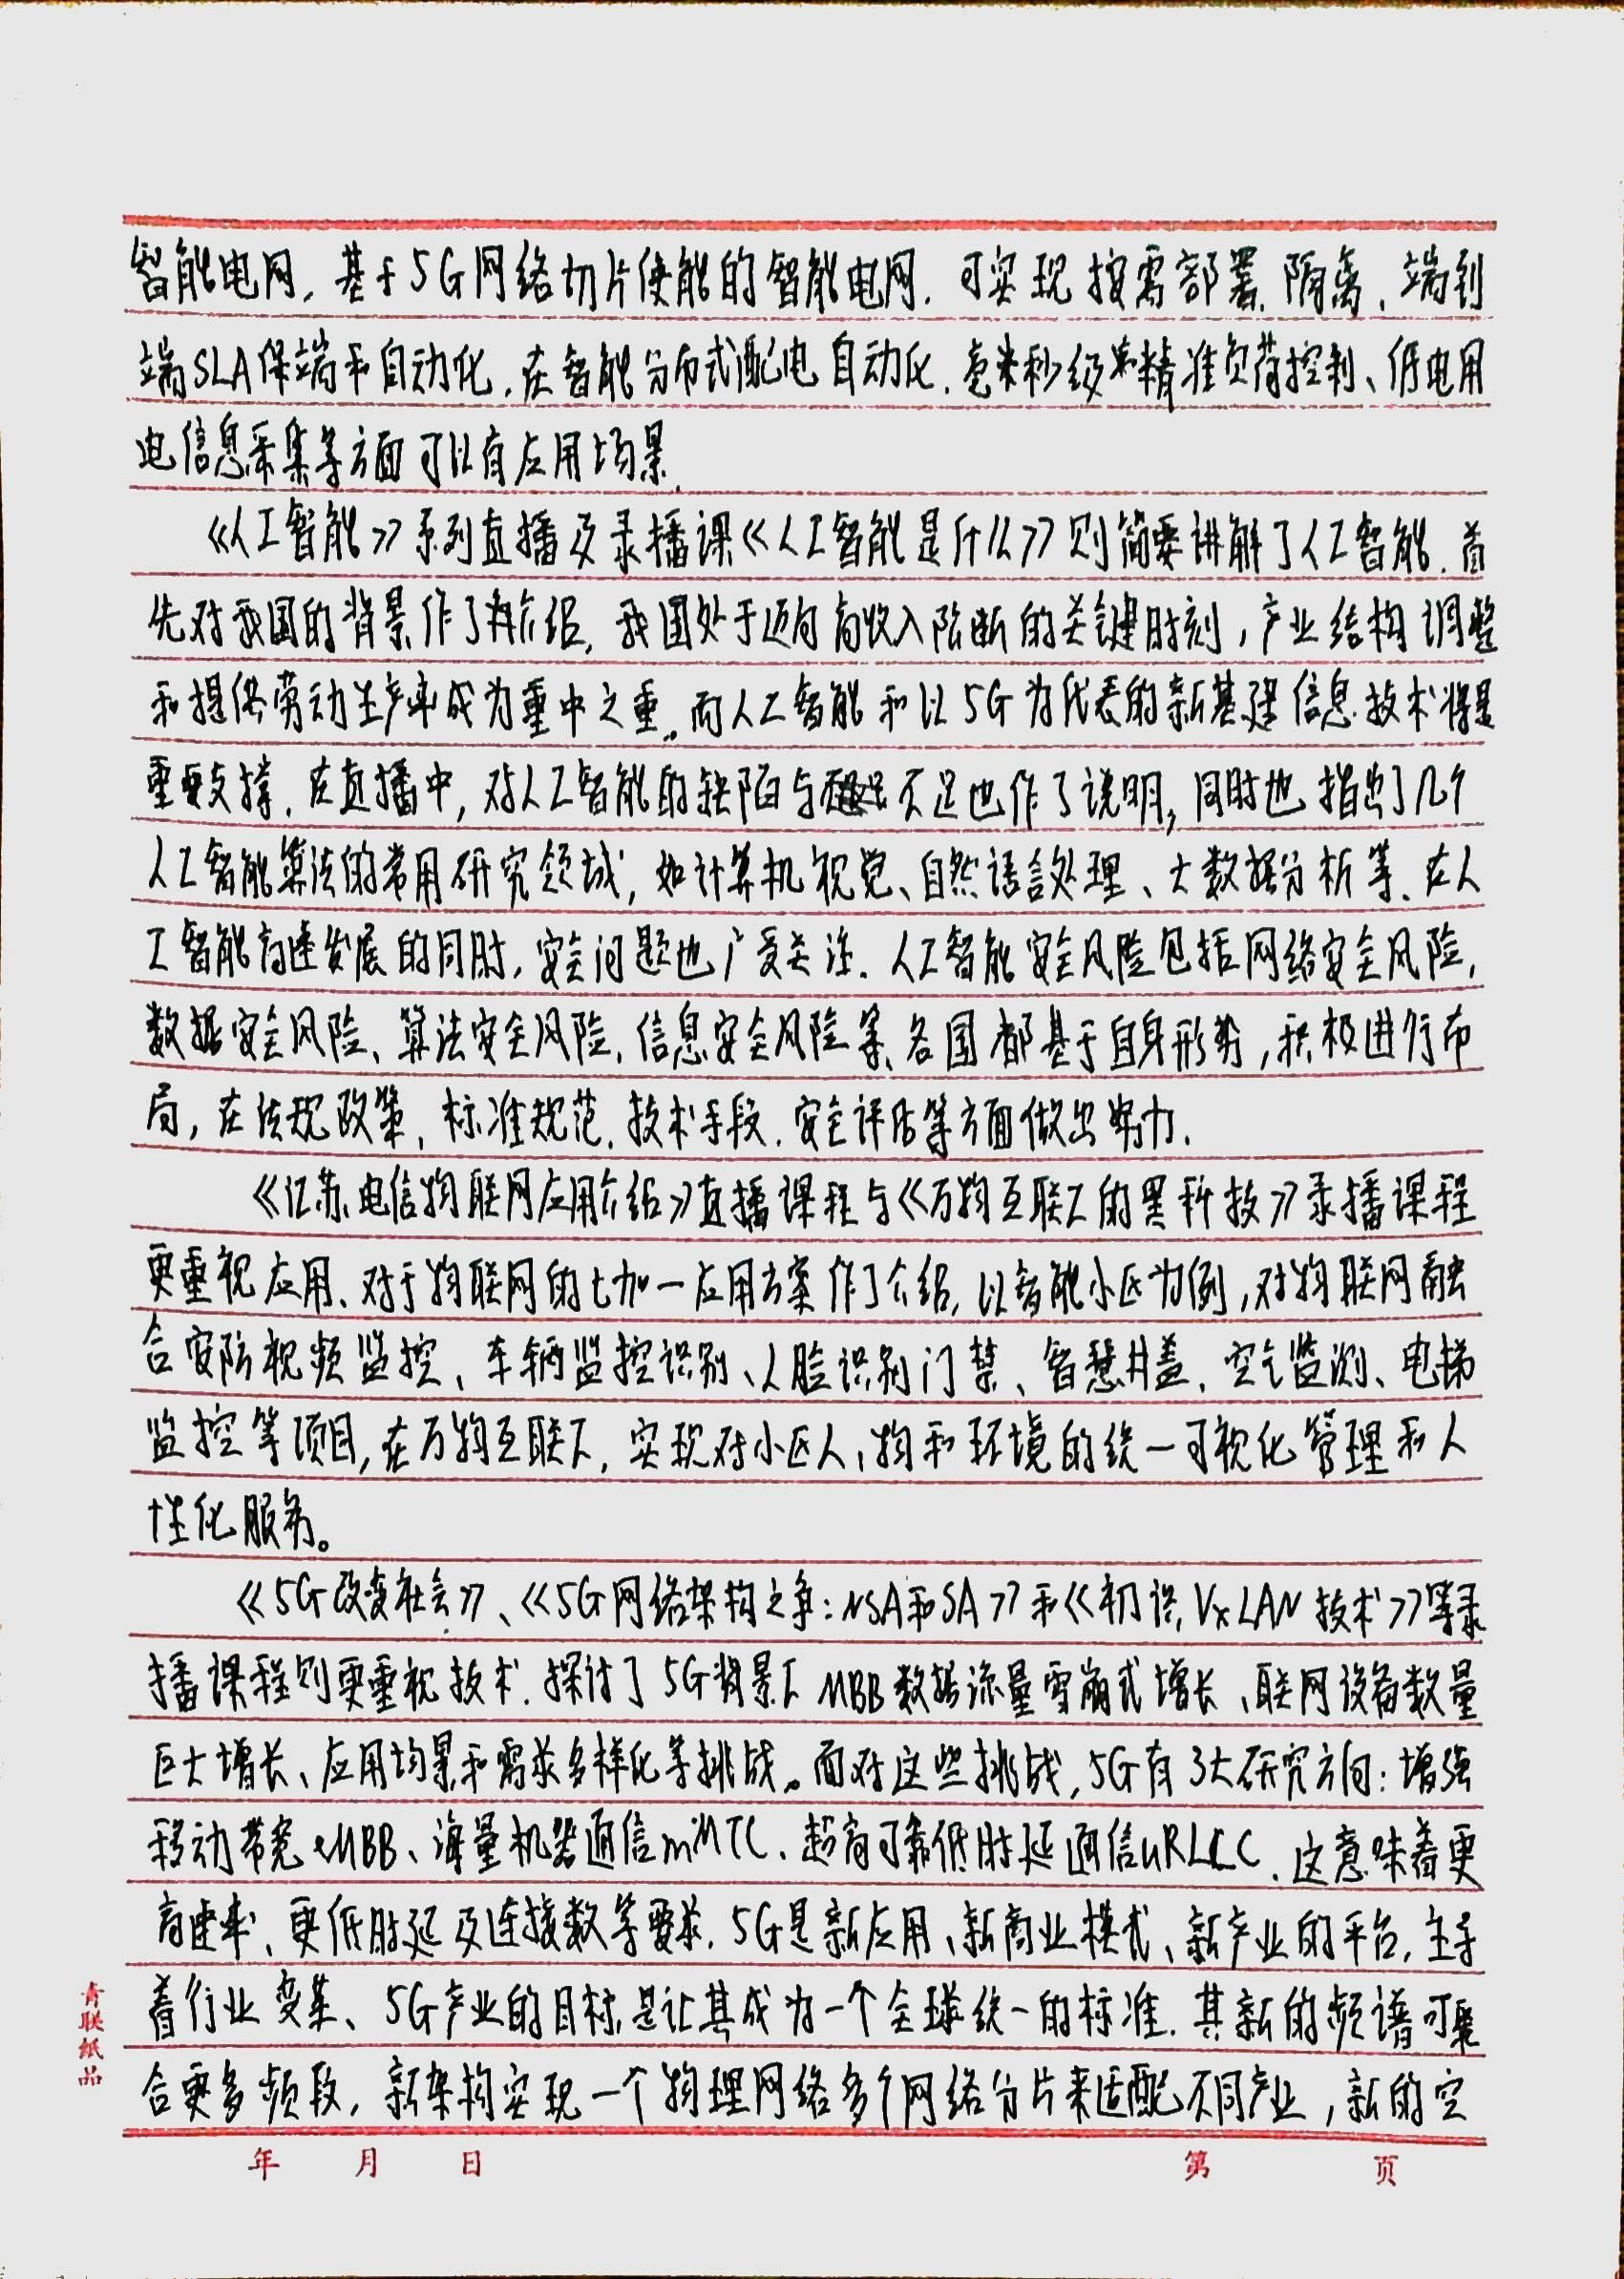 智能电网，基于5G网络切片使能的智能电网，可实现按需部署、隔离、端到
端SLA保端和自动化，在智能分布式配电自动化、毫米秒级精准负荷控制、低电用
电信息采集等方面可以有应用场景.
《人工智能》系列直播及录播课《人工智能是什么》则简要讲解了人工智能. 首
先对我国的背景作了介绍，我国处于迈向高收入阶断的关键时刻，产业结构调整
和提供劳动生产率成为重中之重。而人工智能和以5G为代表的新基建信息技术将是
重要支撑. 在直播中，对人工智能的缺陷与不足也作了说明，同时也指出了几个
人工智能算法的常用研究领域，如计算机视觉、自然语言处理、大数据分析等. 在人
工智能高速发展的同时，安全问题也广受关注. 人工智能安全风险包括网络安全风险，
数据安全风险、算法安全风险、信息安全风险等. 各国都基于自身形势，积极进行布
局，在法规政策、标准规范、技术手段、安全评估等方面做出努力.
《江苏电信物联网应用介绍》直播课程与《万物互联工的黑科技》录播课程
更重视应用、对于物联网的七加一应用方案作了介绍，以智能小区为例，对物联网融
合安防视频监控、车辆监控识别、人脸识别门禁、智慧井盖、空气监测、电梯
监控等项目，在万物互联下，实现对小区人、物和环境的统一可视化管理和人
性化服务。
《5G改变社会》、《5G网络架构之争：NSA和SA》和《初识VxLAN技术》等录
播课程则更重视技术. 探讨了5G背景下MBB数据流量雪崩式增长、联网设备数量
巨大增长、应用场景和需求多样化等挑战。面对这些挑战，5G有3大研究方向：增强
移动带宽eMBB、海量机器通信mMTC、超高可靠低时延通信uRLLC. 这意味着更
高速率、更低时延及连接数等要求. 5G是新应用、新商业模式、新产业的平台，主导
着行业变革、5G产业的目标是让其成为一个全球统一的标准. 其新的频谱可聚
合更多频段，新架构实现一个物理网络多个网络分片来适配不同产业，新的空
青联纸品
年 月 日 第 页